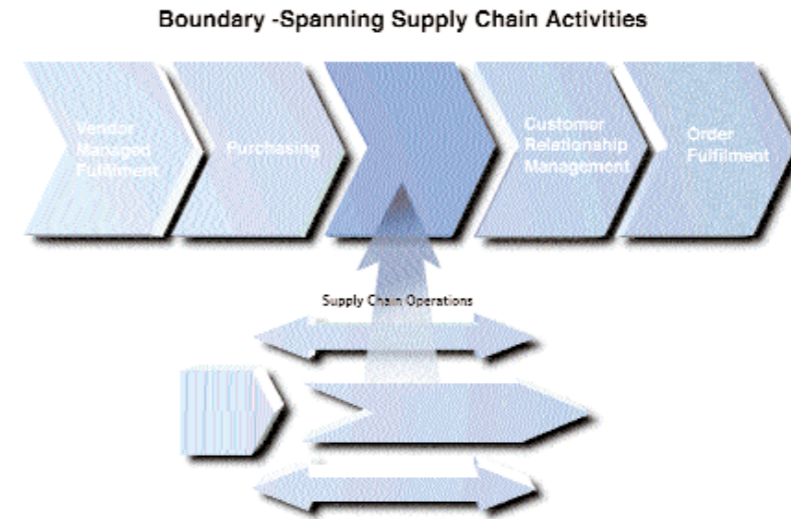 Boundary -Spanning Supply Chain Activities
Vendor
Managed
Fulfilment
Purchasing
Customer
Relationship
Management
Order
Fulfilment
Supply Chain Operations